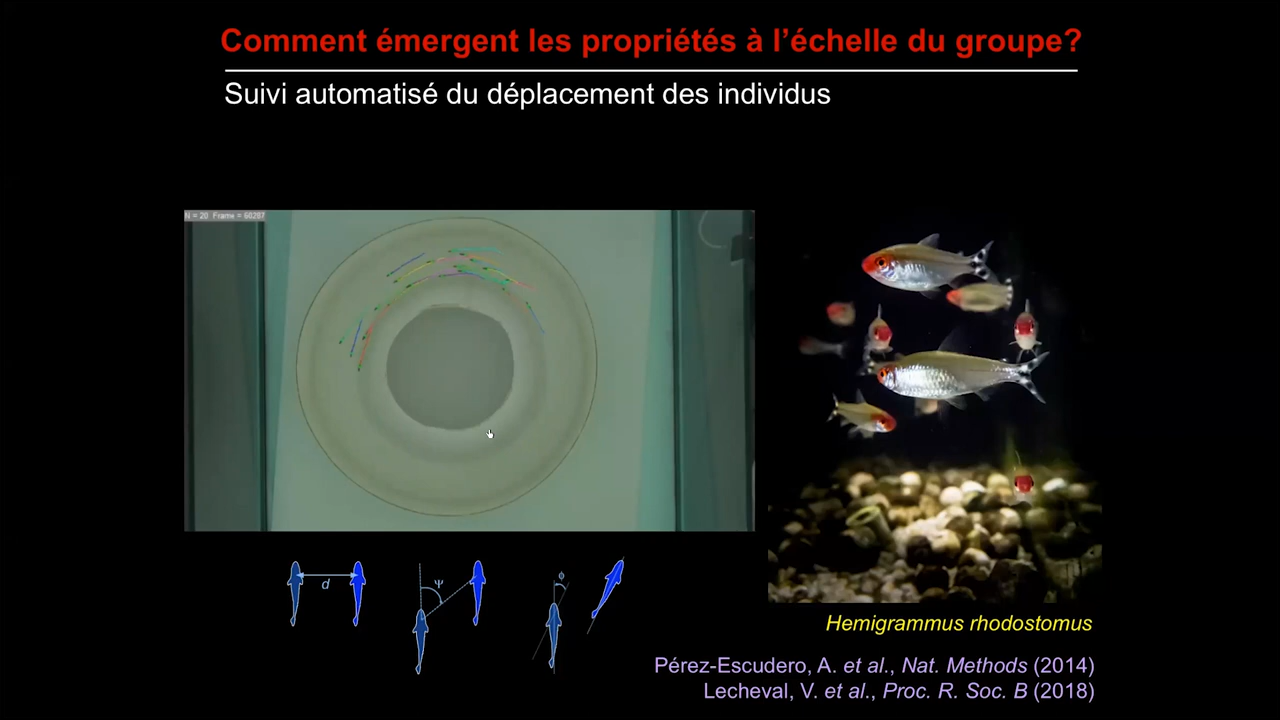 Comment émergent les propriétés à l’échelle du groupe?
Suivi automatisé du déplacement des individus
N = 20 Frame = 60287
d
Ψ
ϕ
Hemigrammus rhodostomus
Pérez-Escudero, A. et al., Nat. Methods (2014)
Lecheval, V. et al., Proc. R. Soc. B (2018)